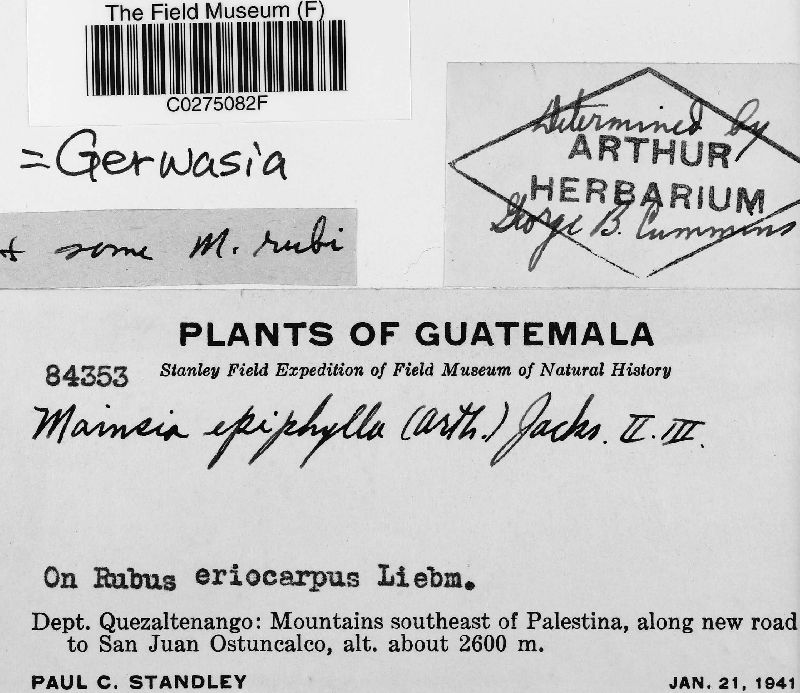 The Field Museum (F)
C0275082F
=Gerwasia
+ some M. rubi
Determined by
ARTHUR
HERBARIUM
George B. Cummins
PLANTS OF GUATEMALA
84353 Stanley Field Expedition of Field Museum of Natural History
Mainsia epiphylla (Arth.) Jacks. II. III.
On Rubus eriocarpus Liebm.
Dept. Quezaltenango: Mountains southeast of Palestina, along new road
to San Juan Ostuncalco, alt. about 2600 m.
PAUL C. STANDLEY JAN. 21, 1941